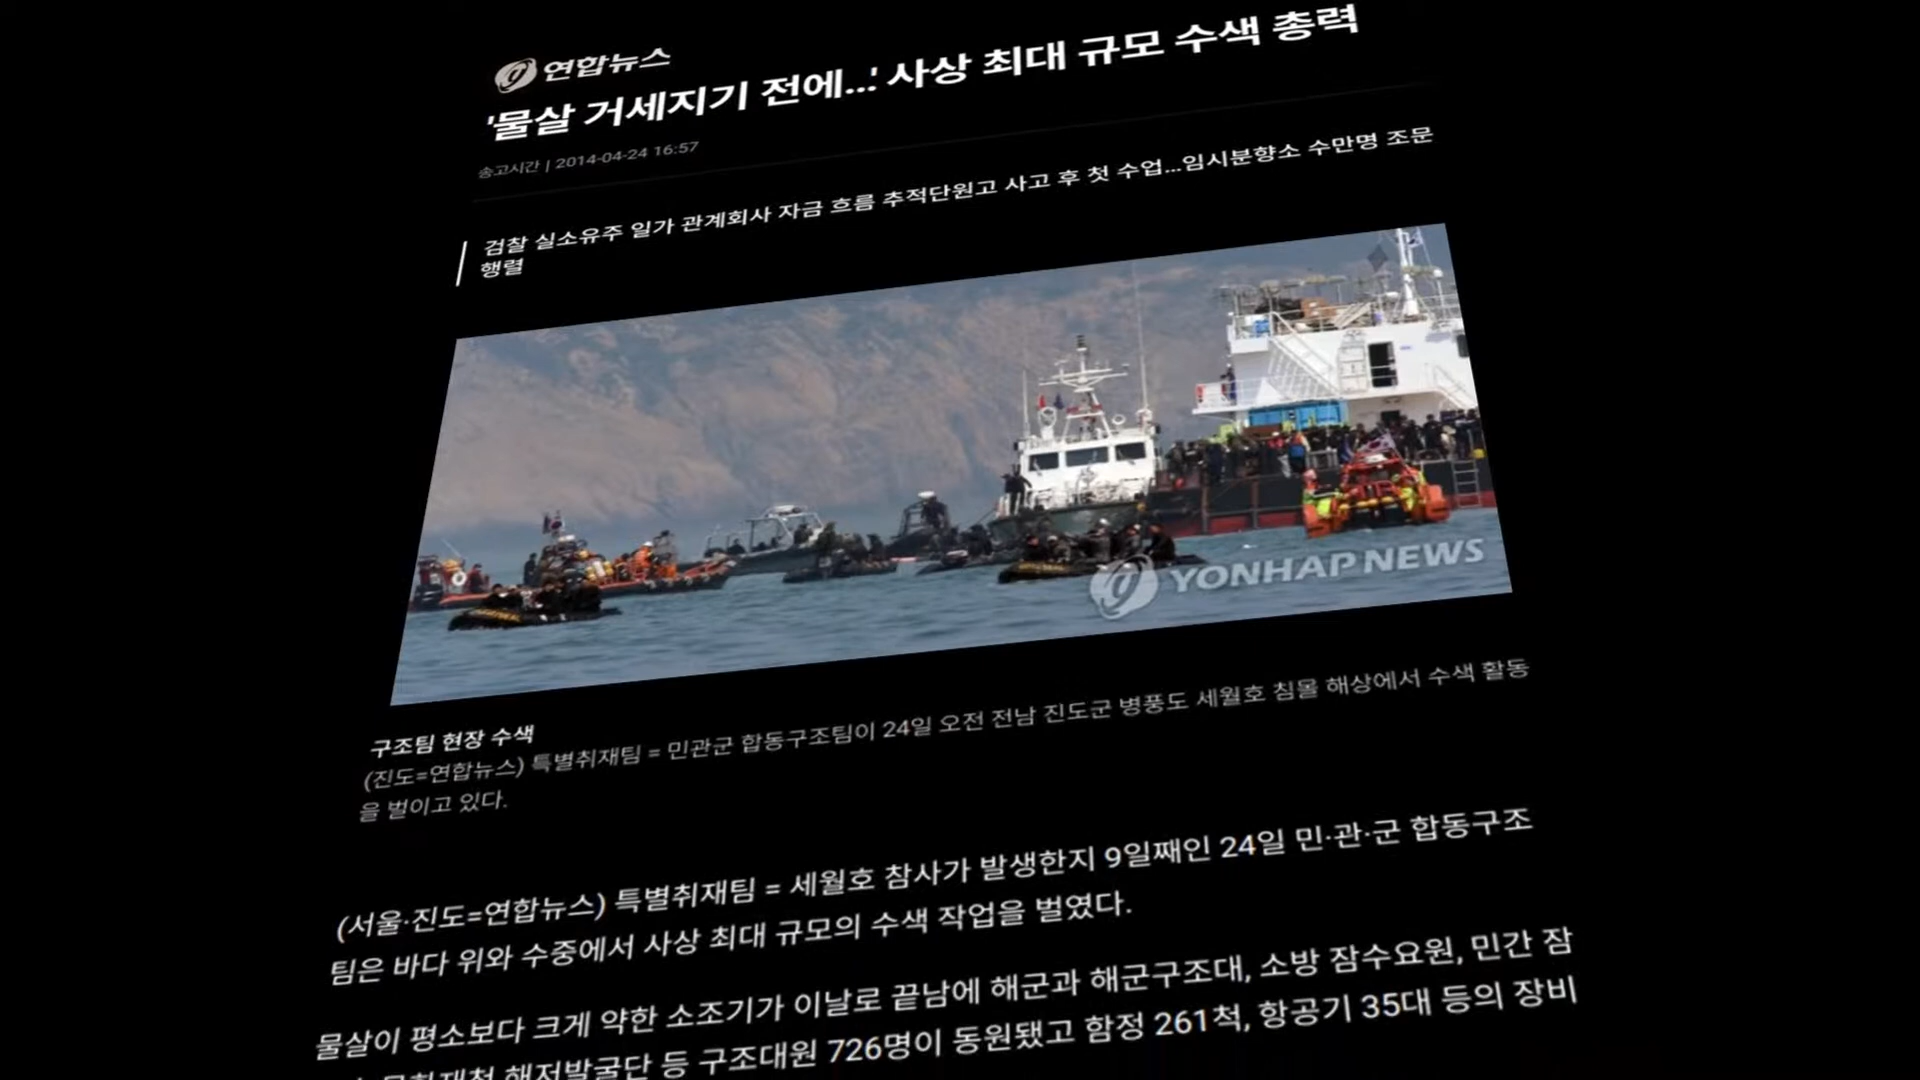 연합뉴스
'물살 거세지기 전에...' 사상 최대 규모 수색 총력
송고시간 | 2014-04-24 16:57
검찰 실소유주 일가 관계회사 자금 흐름 추적단원고 사고 후 첫 수업...임시분향소 수만명 조문
행렬
YONHAP NEWS
구조팀 현장 수색
(진도=연합뉴스) 특별취재팀 = 민관군 합동구조팀이 24일 오전 전남 진도군 병풍도 세월호 침몰 해상에서 수색 활동
을 벌이고 있다.
(서울·진도=연합뉴스) 특별취재팀 = 세월호 참사가 발생한지 9일째인 24일 민·관·군 합동구조
팀은 바다 위와 수중에서 사상 최대 규모의 수색 작업을 벌였다.
물살이 평소보다 크게 약한 소조기가 이날로 끝남에 해군과 해군구조대, 소방 잠수요원, 민간 잠
해저발굴단 등 구조대원 726명이 동원됐고 함정 261척, 항공기 35대 등의 장비